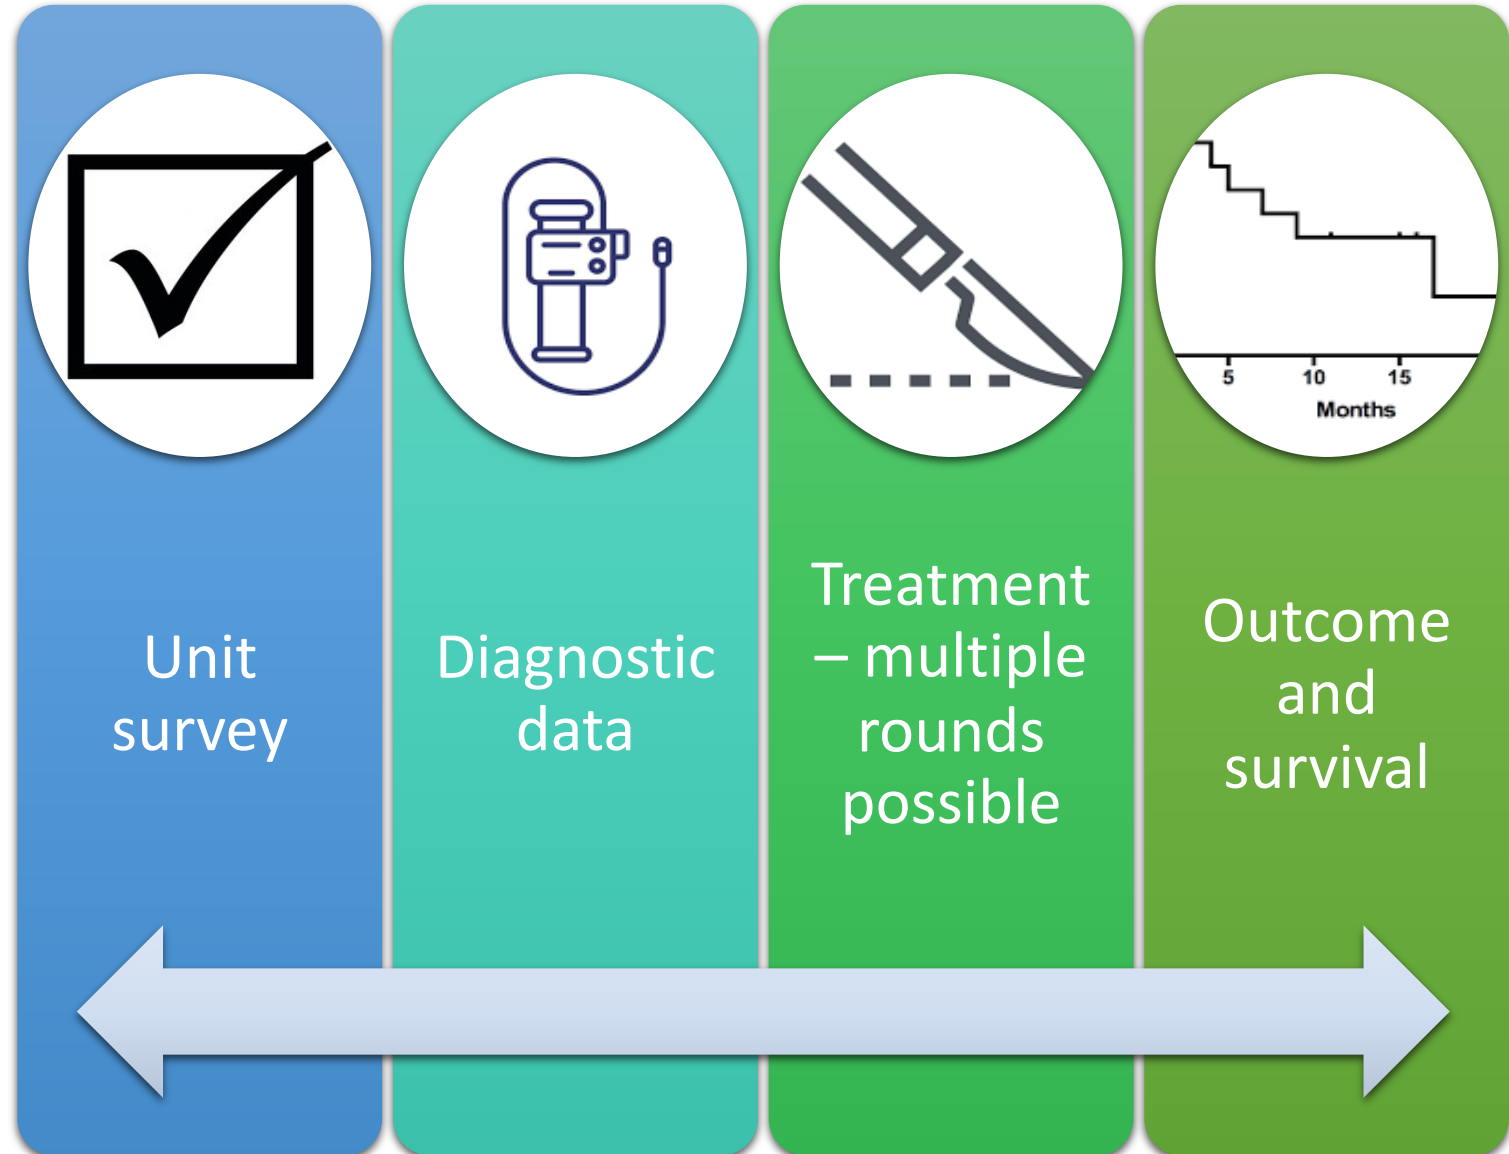 5 10 15
Months
Unit
survey
Diagnostic
data
Treatment
– multiple
rounds
possible
Outcome
and
survival